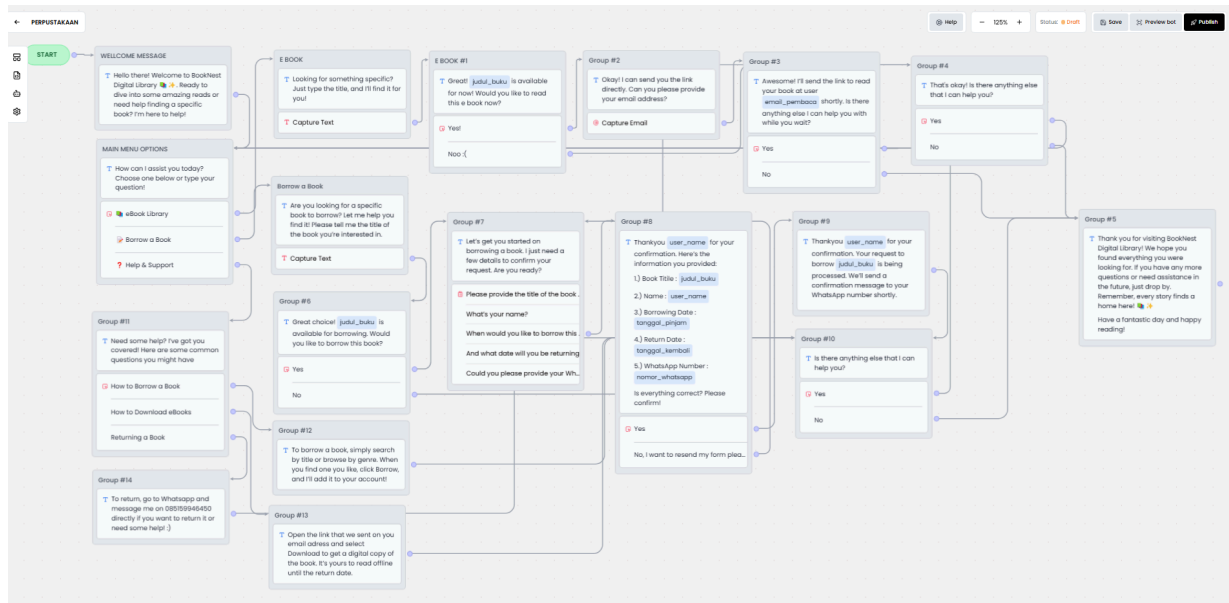 PERPUSTAKAAN
Help
125%
Status: Draft
Save
Preview bot
Publish
START
WELLCOME MESSAGE
Hello there! Welcome to BookNest
Digital Library 📚 ✨. Ready to
dive into some amazing reads or
need help finding a specific
book? I'm here to help!
MAIN MENU OPTIONS
How can I assist you today?
Choose one below or type your
question!
📚 eBook Library
📝 Borrow a Book
❓ Help & Support
E BOOK
Looking for something specific?
Just type the title, and I'll find it for
you!
Capture Text
E BOOK #1
Great! judul_buku is available
for now! Would you like to read
this e book now?
Yes!
Noo :(
Group #2
Okay! I can send you the link
directly. Can you please provide
your email address?
Capture Email
Group #3
Awesome! I'll send the link to read
your book at user
email_pembaca shortly. Is there
anything else I can help you with
while you wait?
Yes
No
Group #4
That's okay! Is there anything else
that I can help you?
Yes
No
Group #5
Thank you for visiting BookNest
Digital Library! We hope you
found everything you were
looking for. If you have any more
questions or need assistance in
the future, just drop by.
Remember, every story finds a
home here! 📚 ✨
Have a fantastic day and happy
reading!
Borrow a Book
Are you looking for a specific
book to borrow? Let me help you
find it! Please tell me the title of
the book you're interested in.
Capture Text
Group #6
Great choice! judul_buku is
available for borrowing. Would
you like to borrow this book?
Yes
No
Group #7
Let's get you started on
borrowing a book. I just need a
few details to confirm your
request. Are you ready?
Please provide the title of the book .
What's your name?
When would you like to borrow this .
And what date will you be returning
Could you please provide your Wh...
Group #8
Thankyou user_name for your
confirmation. Here's the
information you provided:
1.) Book Titile : judul_buku
2.) Name : user_name
3.) Borrowing Date :
tanggal_pinjam
4.) Return Date :
tanggal_kembali
5.) WhatsApp Number :
nomor_whatsapp
Is everything correct? Please
confirm!
Yes
No, I want to resend my form plea...
Group #9
Thankyou user_name for your
confirmation. Your request to
borrow judul_buku is being
processed. We'll send a
confirmation message to your
WhatsApp number shortly.
Group #10
Is there anything else that I can
help you?
Yes
No
Group #11
Need some help? I've got you
covered! Here are some common
questions you might have
How to Borrow a Book
How to Download eBooks
Returning a Book
Group #12
To borrow a book, simply search
by title or browse by genre. When
you find one you like, click Borrow,
and I'll add it to your account!
Group #13
Open the link that we sent on you
email adress and select
Download to get a digital copy of
the book. It's yours to read offline
until the return date.
Group #14
To return, go to Whatsapp and
message me on 085159946450
directly if you want to return it or
need some help! :)